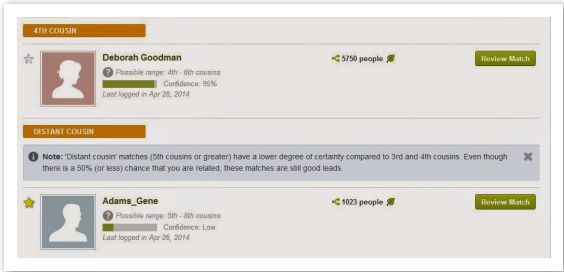 4TH COUSIN
Deborah Goodman
5750 people
Review Match
? Possible range: 4th - 6th cousins
Confidence: 95%
Last logged in Apr 28, 2014
DISTANT COUSIN
Note: 'Distant cousin' matches (5th cousins or greater) have a lower degree of certainty compared to 3rd and 4th cousins. Even though
there is a 50% (or less) chance that you are related, these matches are still good leads.
Adams_Gene
1023 people
Review Match
? Possible range: 5th - 8th cousins
Confidence: Low
Last logged in Apr 26, 2014